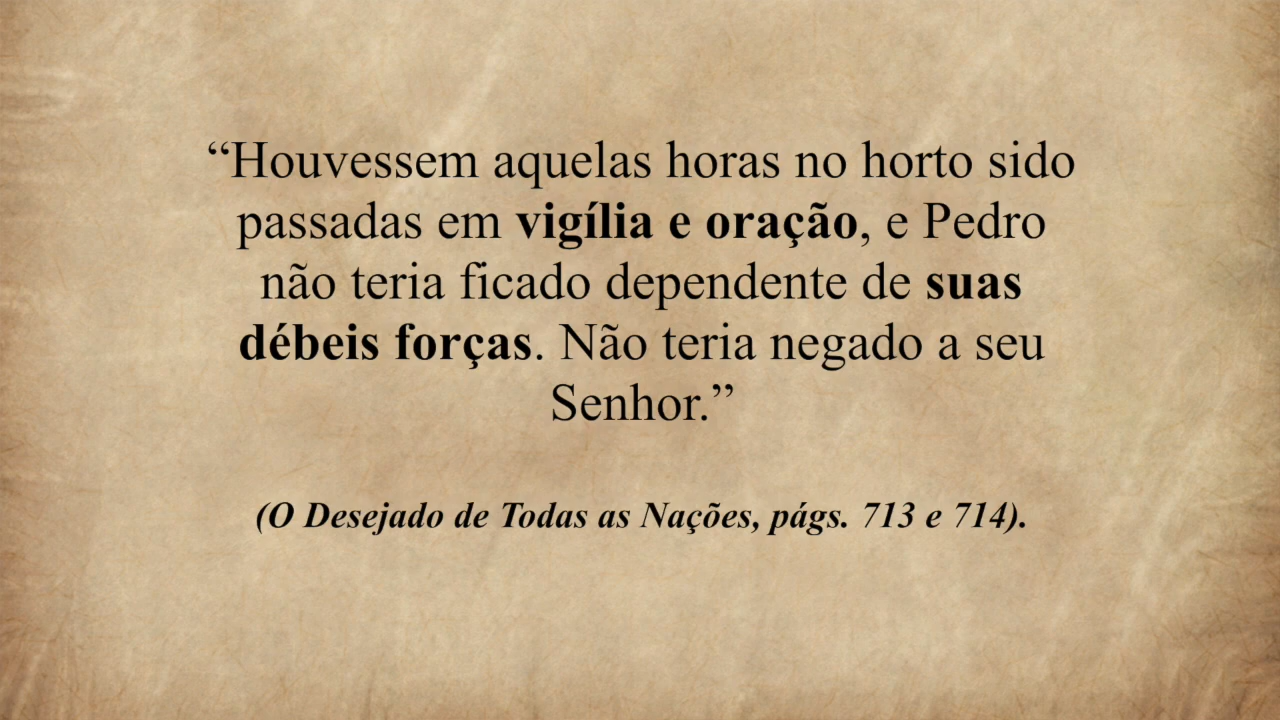 “Houvessem aquelas horas no horto sido
passadas em vigília e oração, e Pedro
não teria ficado dependente de suas
débeis forças. Não teria negado a seu
Senhor.”
(O Desejado de Todas as Nações, págs. 713 e 714).